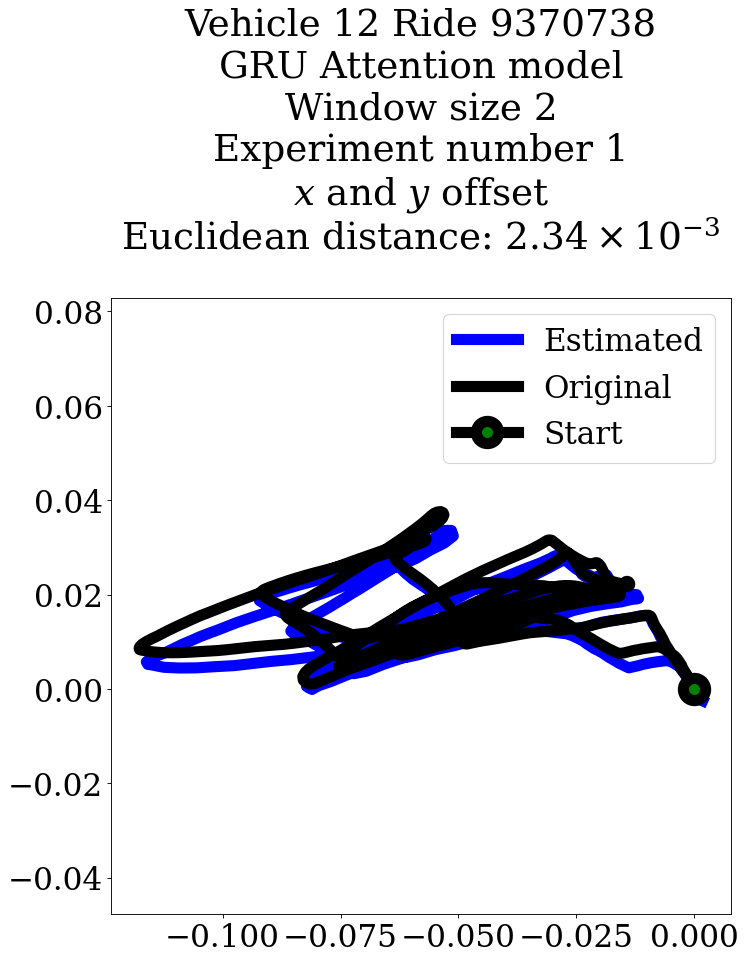 Vehicle 12 Ride 9370738
GRU Attention model
Window size 2
Experiment number 1
x and y offset
Euclidean distance: 2.34 × 10⁻³
Estimated
Original
Start
0.08
0.06
0.04
0.02
0.00
−0.02
−0.04
−0.100 −0.075 −0.050 −0.025 0.000